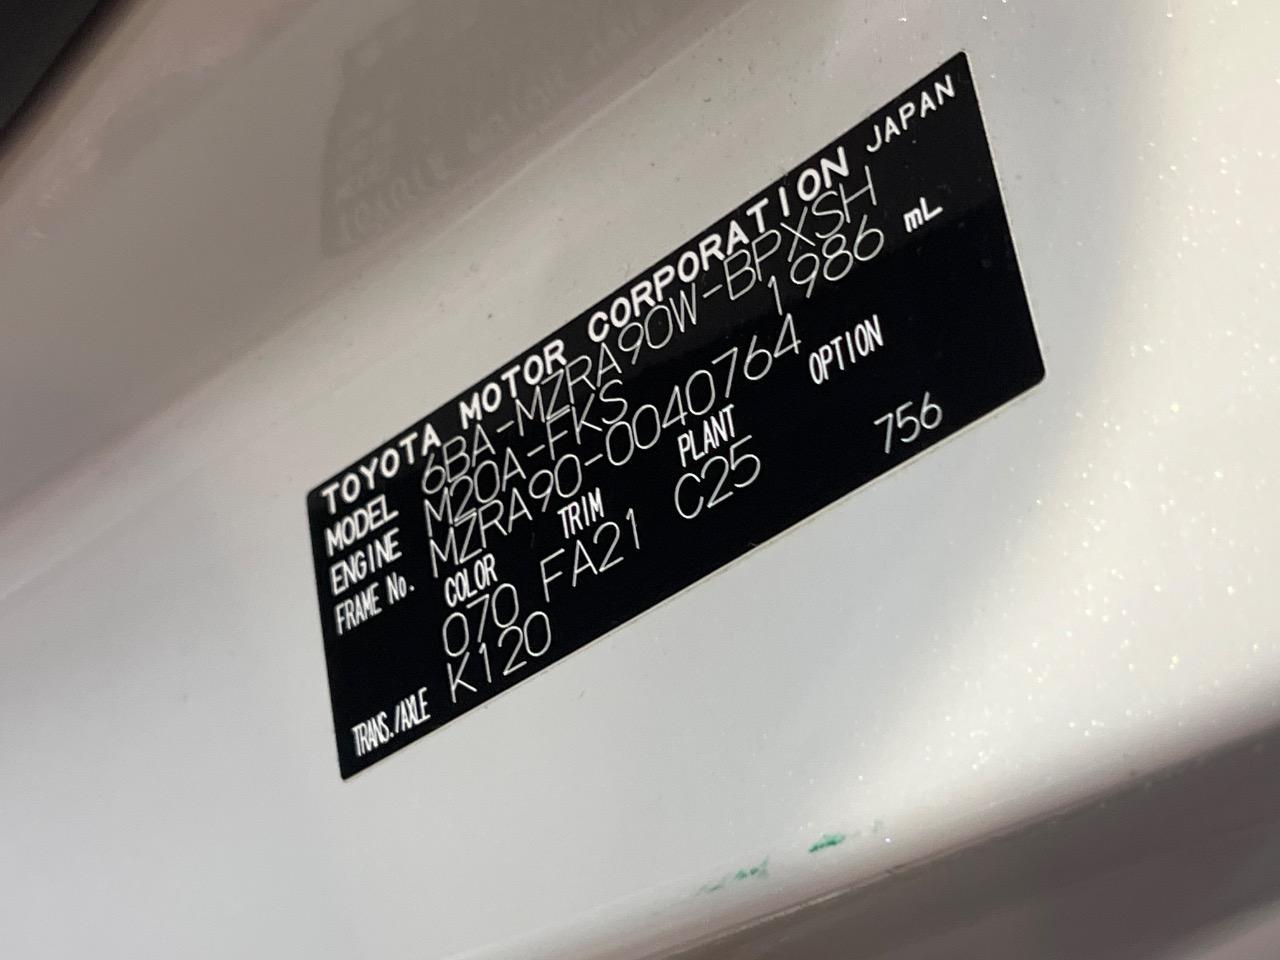 TOYOTA MOTOR CORPORATION JAPAN
MODEL 6BA-MZRA90W-BPXSH
ENGINE M20A-FKS 1986 mL
FRAME No. MZRA90-0040764
COLOR TRIM PLANT OPTION
070 FA21 C25 756
TRANS./AXLE K120